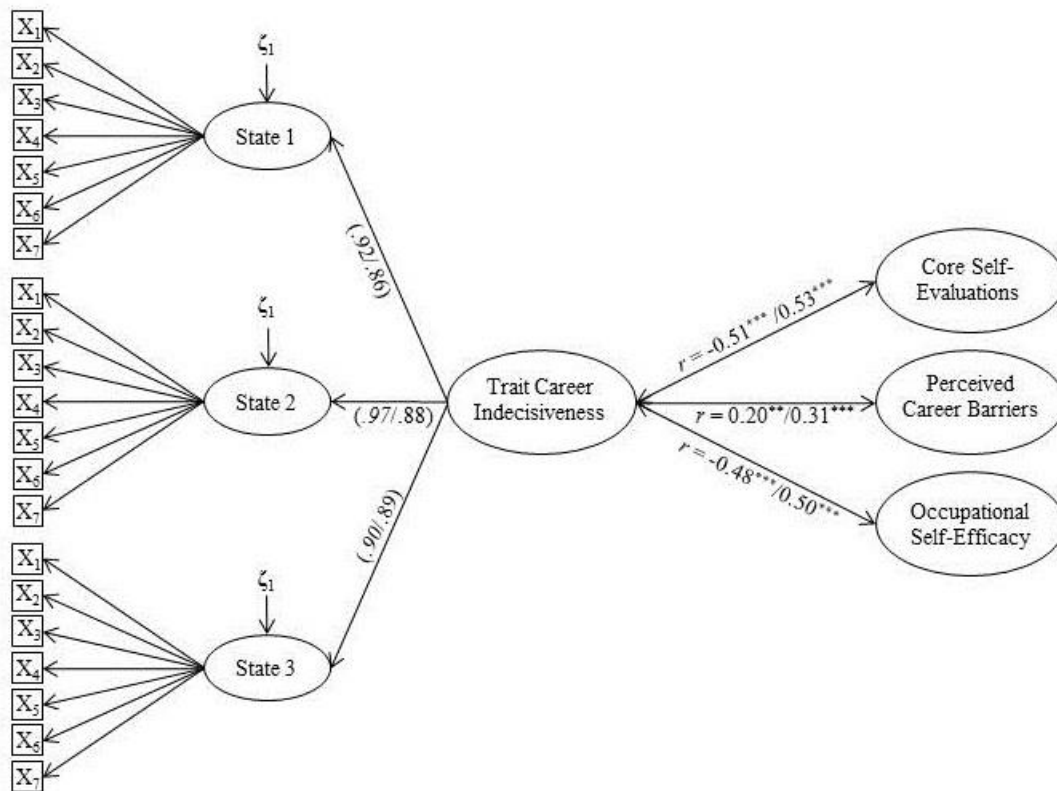 X₁
X₂
X₃
X₄
X₅
X₆
X₇
ζ₁
State 1
(.92/.86)
X₁
X₂
X₃
X₄
X₅
X₆
X₇
ζ₁
State 2
(.97/.88)
X₁
X₂
X₃
X₄
X₅
X₆
X₇
ζ₁
State 3
(.90/.89)
Trait Career
Indecisiveness
r = -0.51*** /0.53***
r = 0.20**/0.31***
r = -0.48***/0.50***
Core Self-
Evaluations
Perceived
Career Barriers
Occupational
Self-Efficacy